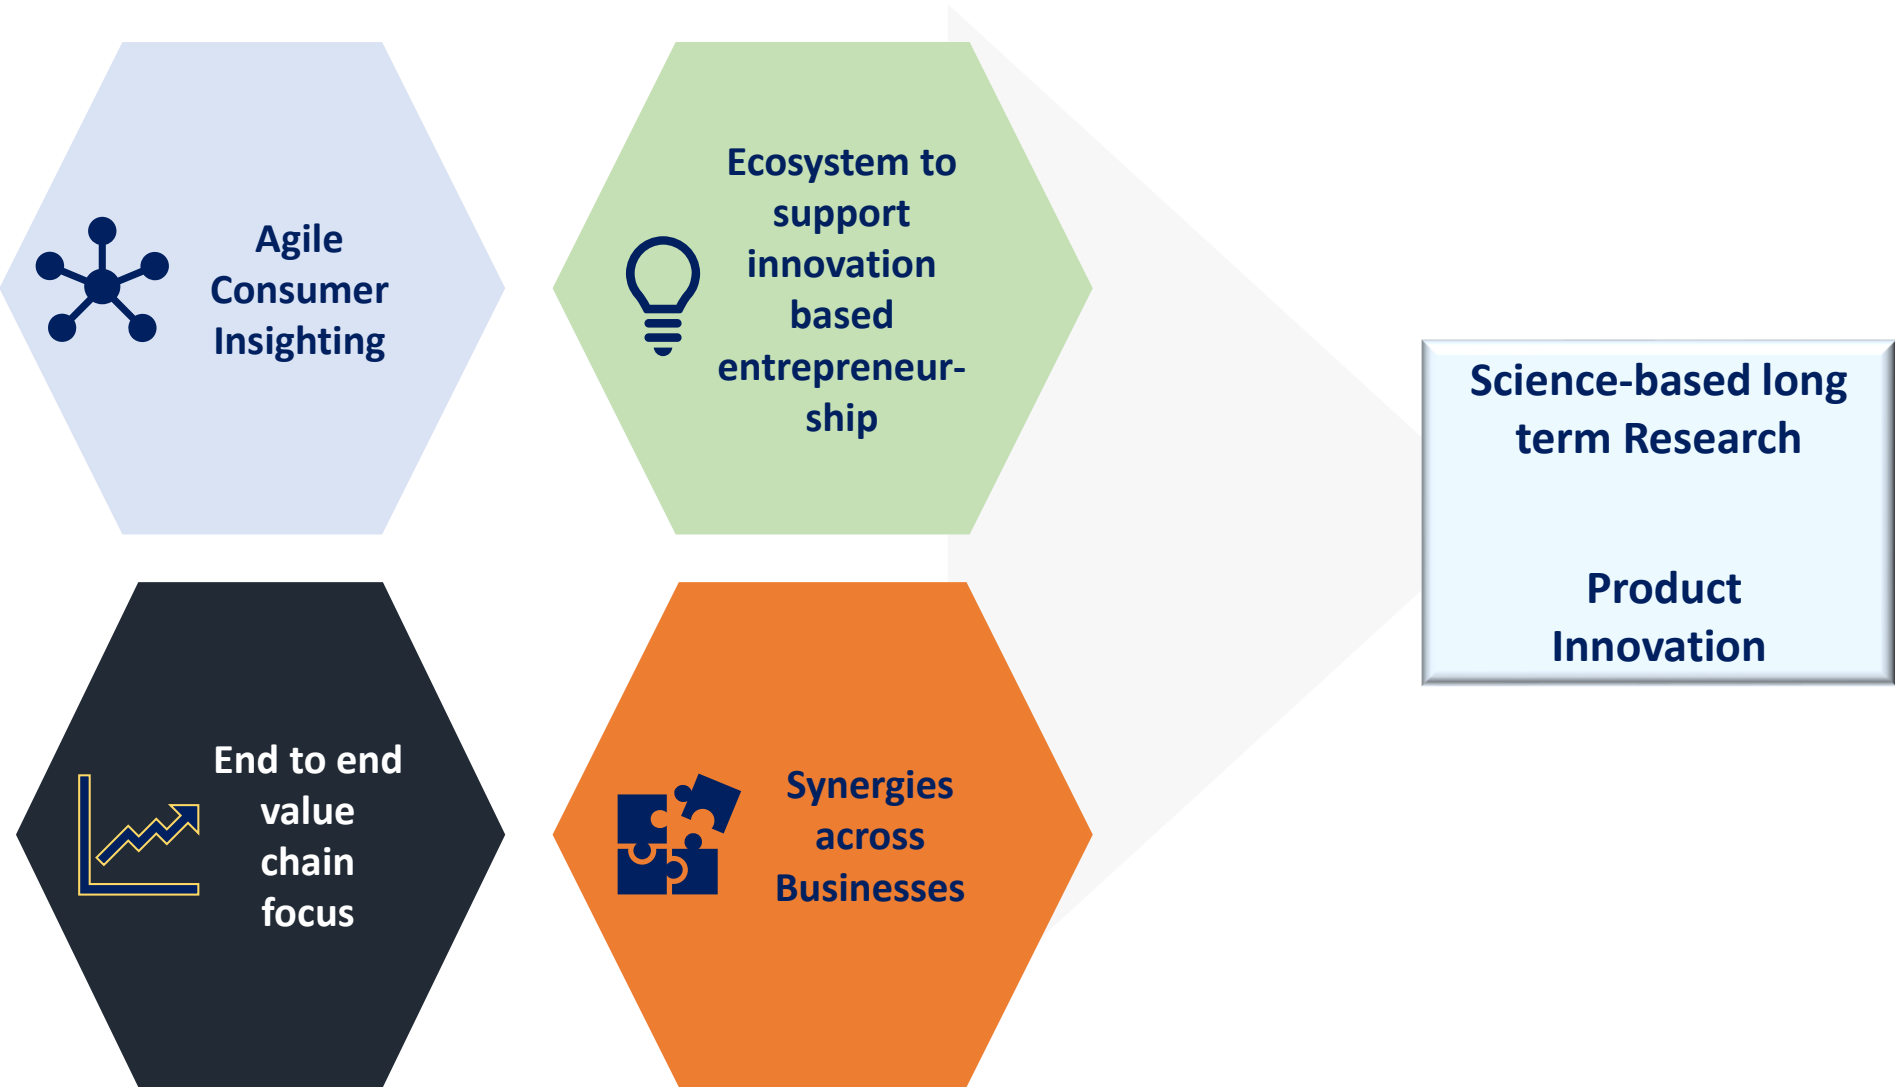 Agile
Consumer
Insighting
Ecosystem to
support
innovation
based
entrepreneur-
ship
End to end
value
chain
focus
Synergies
across
Businesses
Science-based long
term Research
Product
Innovation